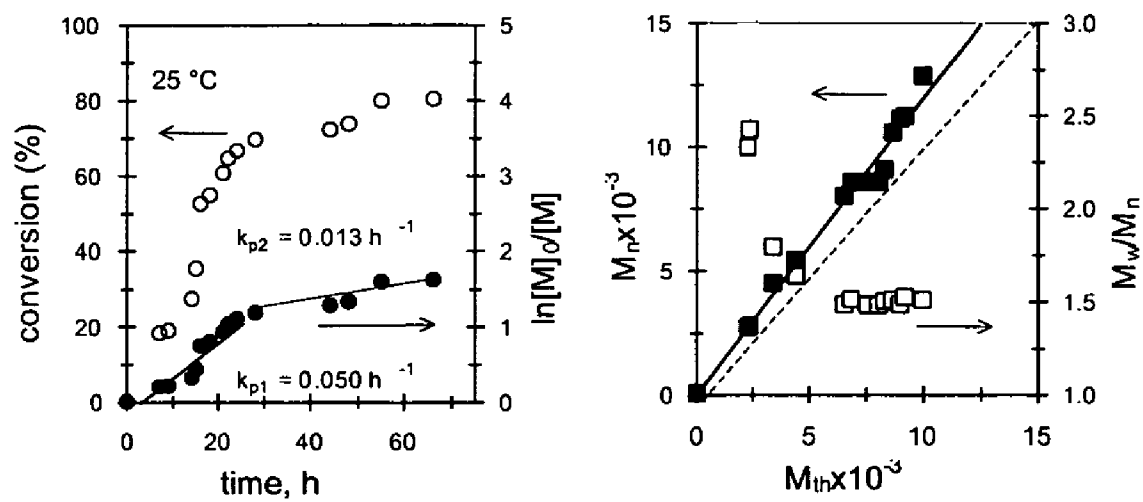 100
80
60
40
20
0
conversion (%)
25 °C
k_p2 = 0.013 h⁻¹
k_p1 = 0.050 h⁻¹
5
4
3
2
1
0
ln[M]₀/[M]
0 20 40 60
time, h
15
10
5
0
M_n x10⁻³
3.0
2.5
2.0
1.5
1.0
M_w/M_n
0 5 10 15
M_th x10⁻³